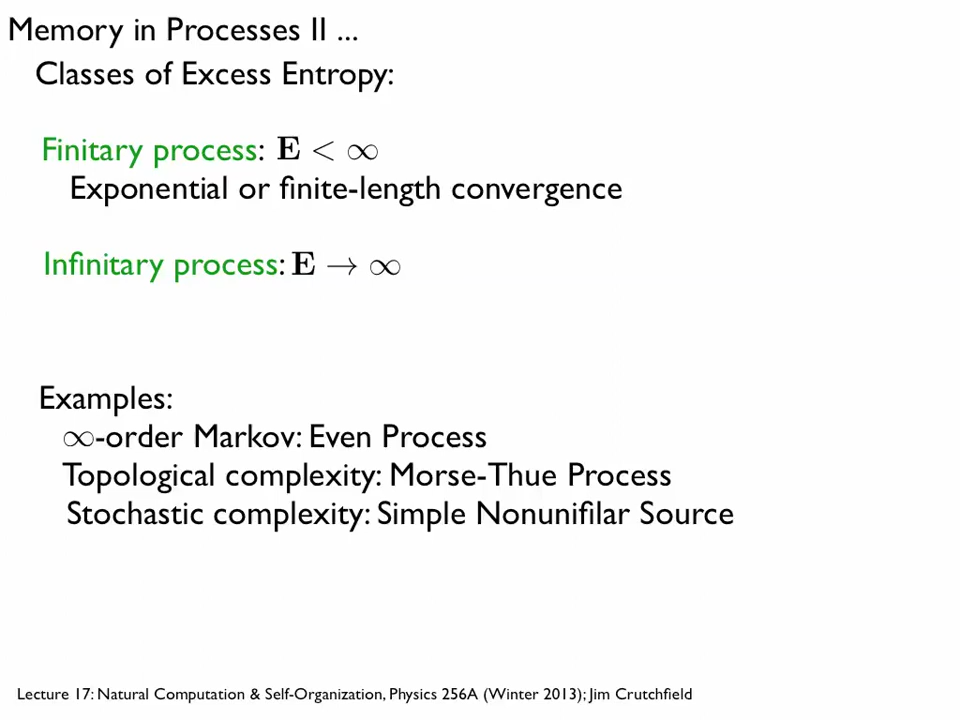 Memory in Processes II ...
Classes of Excess Entropy:
Finitary process: E < ∞
Exponential or finite-length convergence
Infinitary process: E → ∞
Examples:
∞-order Markov: Even Process
Topological complexity: Morse-Thue Process
Stochastic complexity: Simple Nonunifilar Source
Lecture 17: Natural Computation & Self-Organization, Physics 256A (Winter 2013); Jim Crutchfield